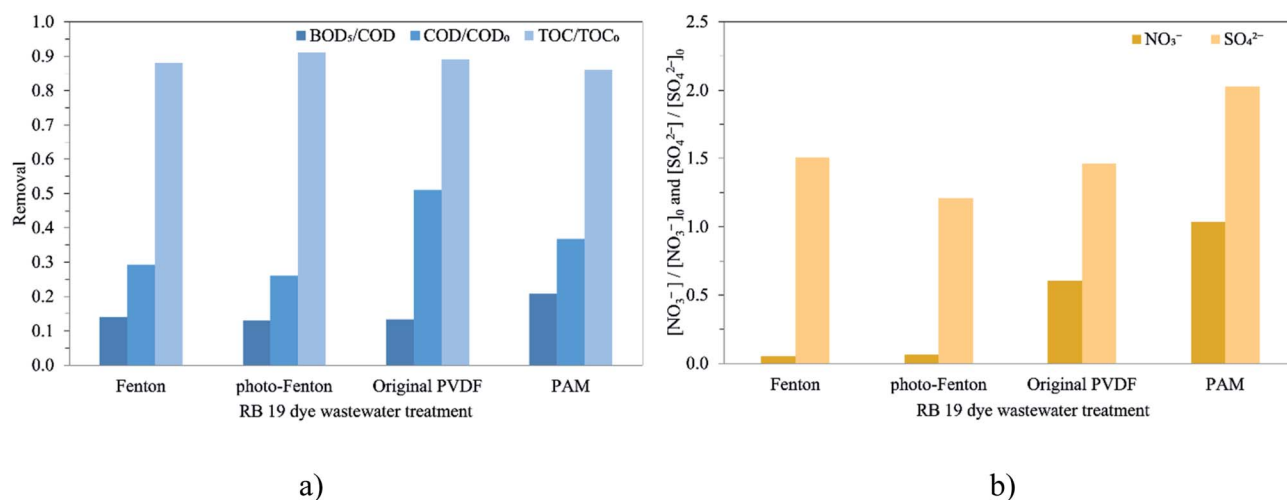 1.0
0.9
0.8
0.7
0.6
0.5
0.4
0.3
0.2
0.1
0.0
Removal
BOD₅/COD COD/COD₀ TOC/TOC₀
Fenton photo-Fenton Original PVDF PAM
RB 19 dye wastewater treatment
a)
2.5
2.0
1.5
1.0
0.5
0.0
[NO₃⁻] / [NO₃⁻]₀ and [SO₄²⁻] / [SO₄²⁻]₀
NO₃⁻ SO₄²⁻
Fenton photo-Fenton Original PVDF PAM
RB 19 dye wastewater treatment
b)